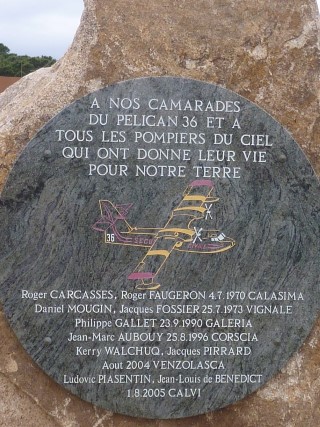 A NOS CAMARADES
DU PELICAN 36 ET A
TOUS LES POMPIERS DU CIEL
QUI ONT DONNE LEUR VIE
POUR NOTRE TERRE
36
Roger CARCASSES, Roger FAUGERON 4.7.1970 CALASIMA
Daniel MOUGIN, Jacques FOSSIER 25.7.1973 VIGNALE
Philippe GALLET 23.9.1990 GALERIA
Jean-Marc AUBOUY 25.8.1996 CORSCIA
Kerry WALCHUQ, Jacques PIRRARD
Aout 2004 VENZOLASCA
Ludovic PIASENTIN, Jean-Louis de BENEDICT
1.8.2005 CALVI